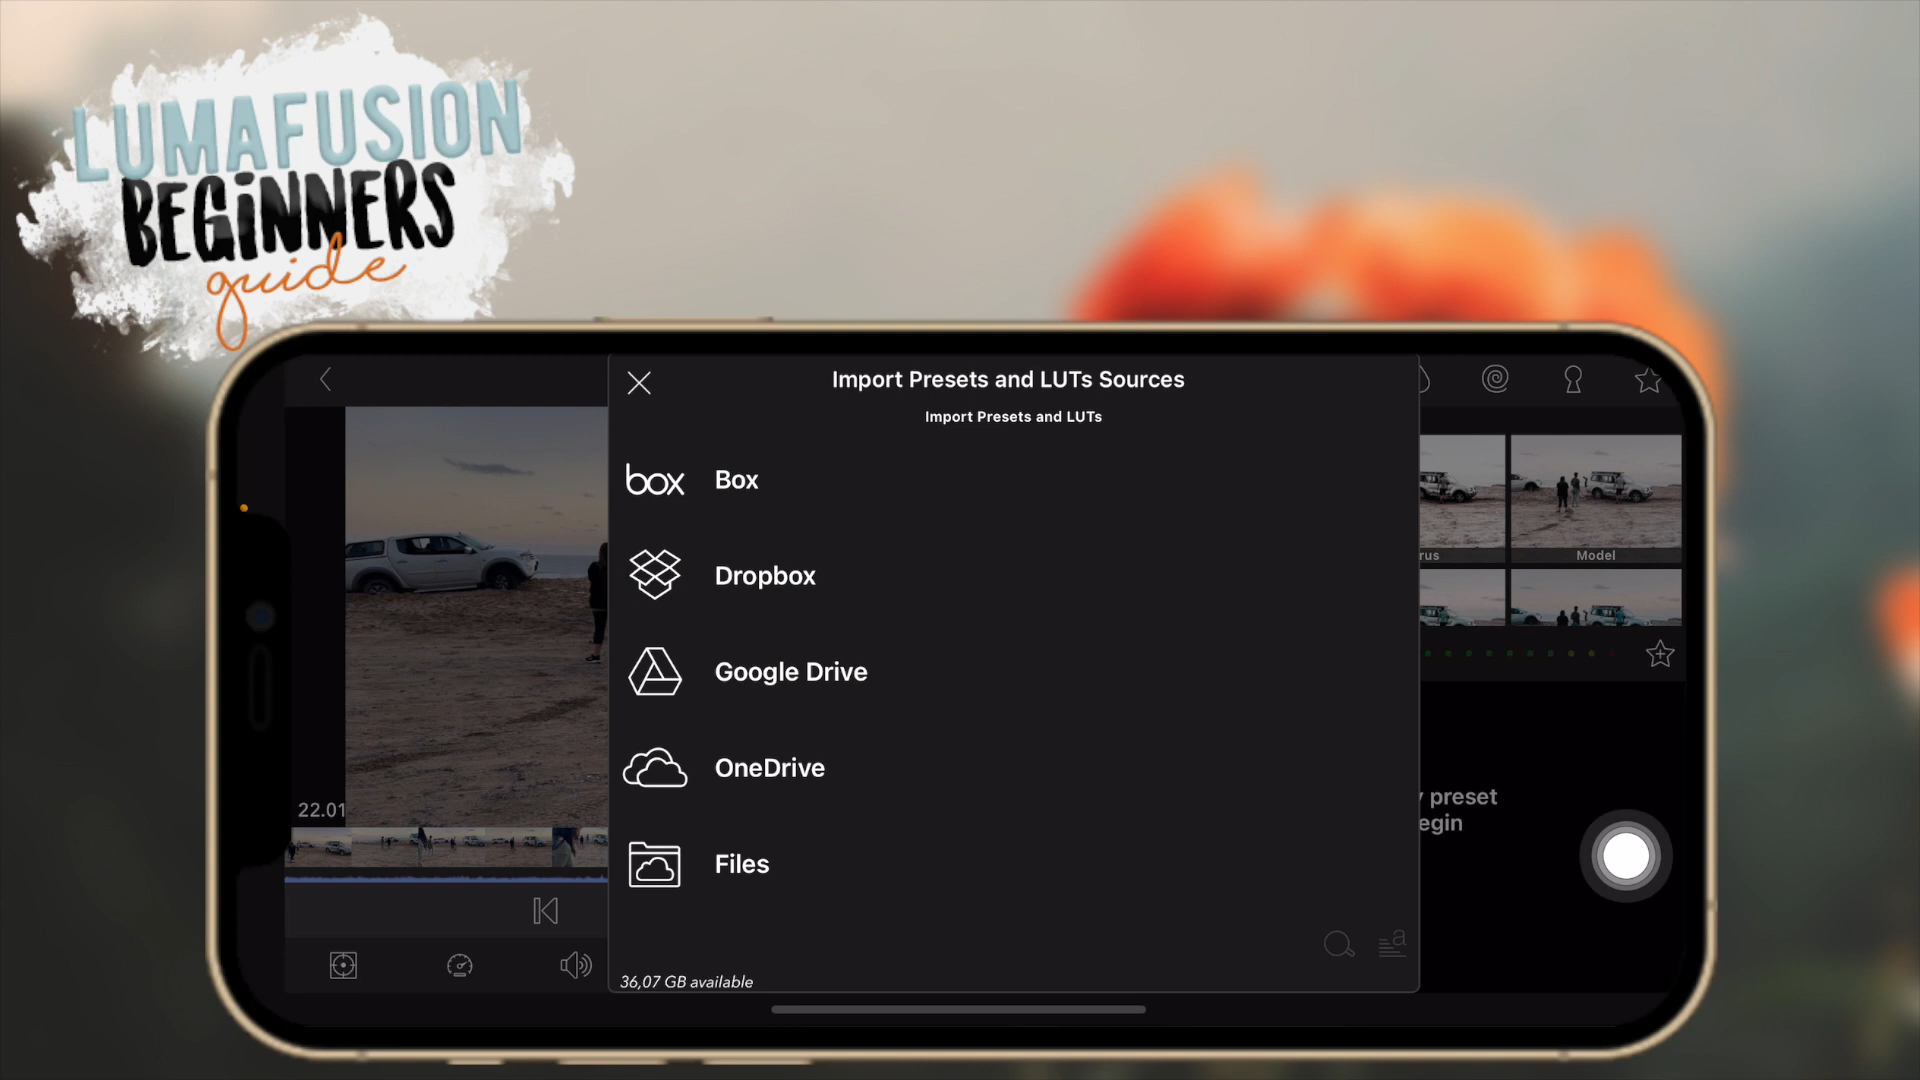 LUMAFUSION
BEGINNERS
guide
Import Presets and LUTs Sources
Import Presets and LUTs
box Box
Dropbox
Google Drive
OneDrive
Files
36,07 GB available
22.01
rus
Model
preset
egin
a